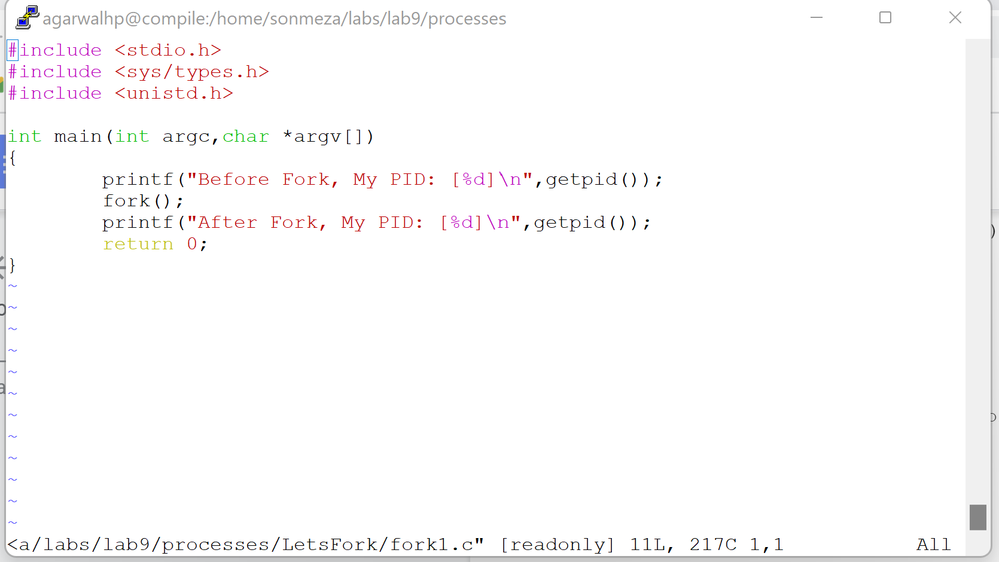 agarwalhp@compile:/home/sonmeza/labs/lab9/processes
#include <stdio.h>
#include <sys/types.h>
#include <unistd.h>
int main(int argc,char *argv[])
{
        printf("Before Fork, My PID: [%d]\n",getpid());
        fork();
        printf("After Fork, My PID: [%d]\n",getpid());
        return 0;
}
~
~
~
~
~
~
~
~
~
~
~
~
<a/labs/lab9/processes/LetsFork/fork1.c" [readonly] 11L, 217C 1,1 All